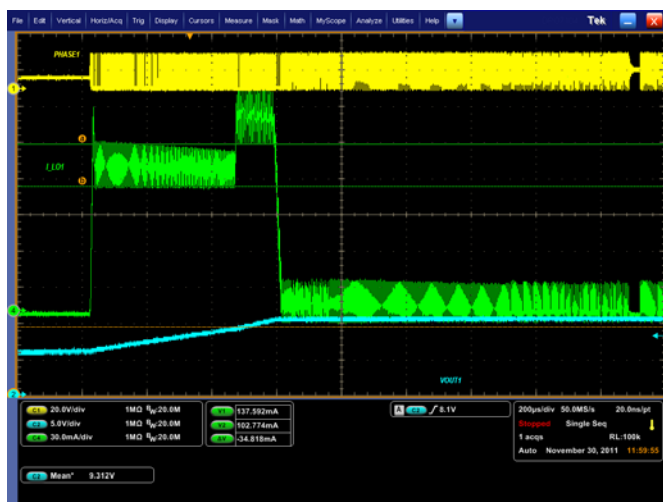 File Edit Vertical Horiz/Acq Trig Display Cursors Measure Mask Math MyScope Analyze Utilities Help Tek X
PHASE1
1
a
I_LO1
b
4
VOUT1
2
C1 20.0V/div 1MΩ BW:20.0M
C2 5.0V/div 1MΩ BW:20.0M
C4 30.0mA/div 1MΩ BW:20.0M
V1 137.592mA
V2 102.774mA
ΔV -34.818mA
A C2 8.1V
200µs/div 50.0MS/s 20.0ns/pt
Stopped Single Seq
1 acqs RL:100k
Auto November 30, 2011 11:59:55
C2 Mean* 9.312V